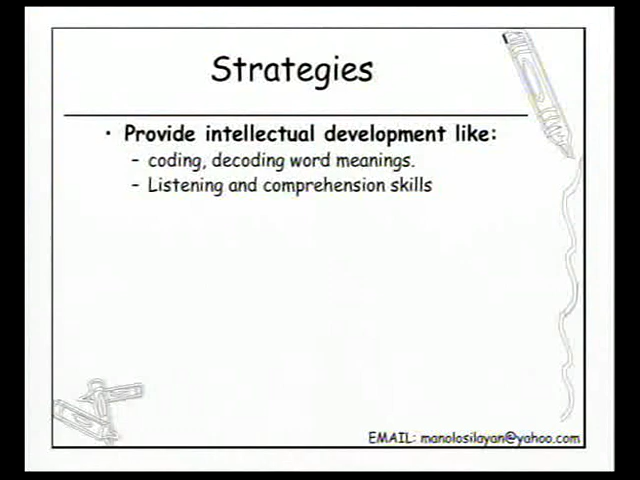 Strategies
• Provide intellectual development like:
– coding, decoding word meanings.
– Listening and comprehension skills
EMAIL: manolosilayan@yahoo.com